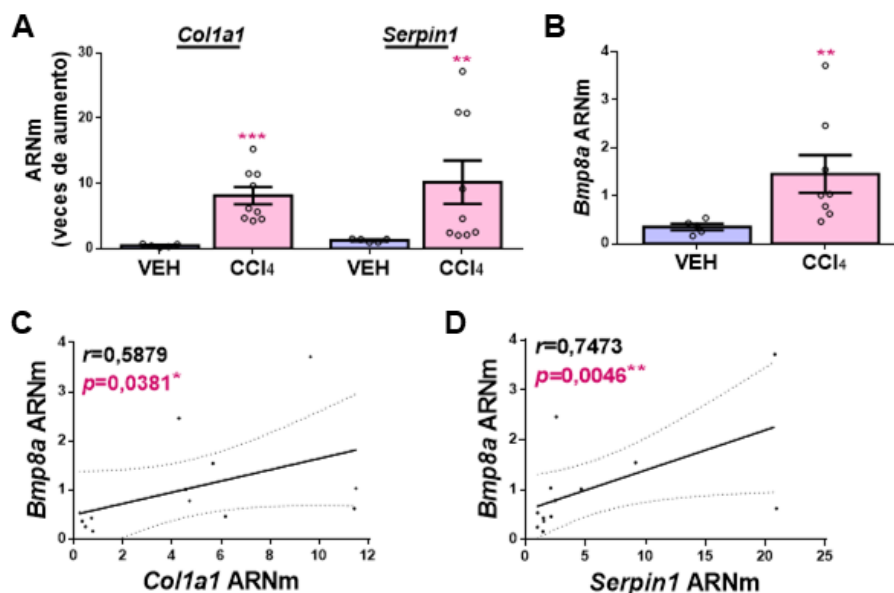 A
Col1a1
Serpin1
ARNm
(veces de aumento)
30
20
10
0
***
**
VEH
CCl4
VEH
CCl4
B
Bmp8a ARNm
4
3
2
1
0
**
VEH
CCl4
C
r=0,5879
p=0,0381*
Bmp8a ARNm
4
3
2
1
0
0
2
4
6
8
10
12
Col1a1 ARNm
D
r=0,7473
p=0,0046**
Bmp8a ARNm
4
3
2
1
0
0
5
10
15
20
25
Serpin1 ARNm